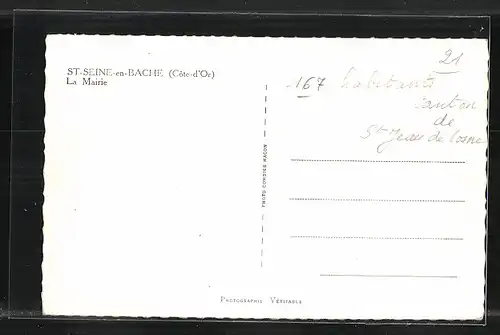 ST-SEINE-en-BACHE (Côte-d'Or)
La Mairie
21
167 habitants
canton
de
St Jean de Losne
PHOTO COMBIER MACON
PHOTOGRAPHIE VÉRITABLE